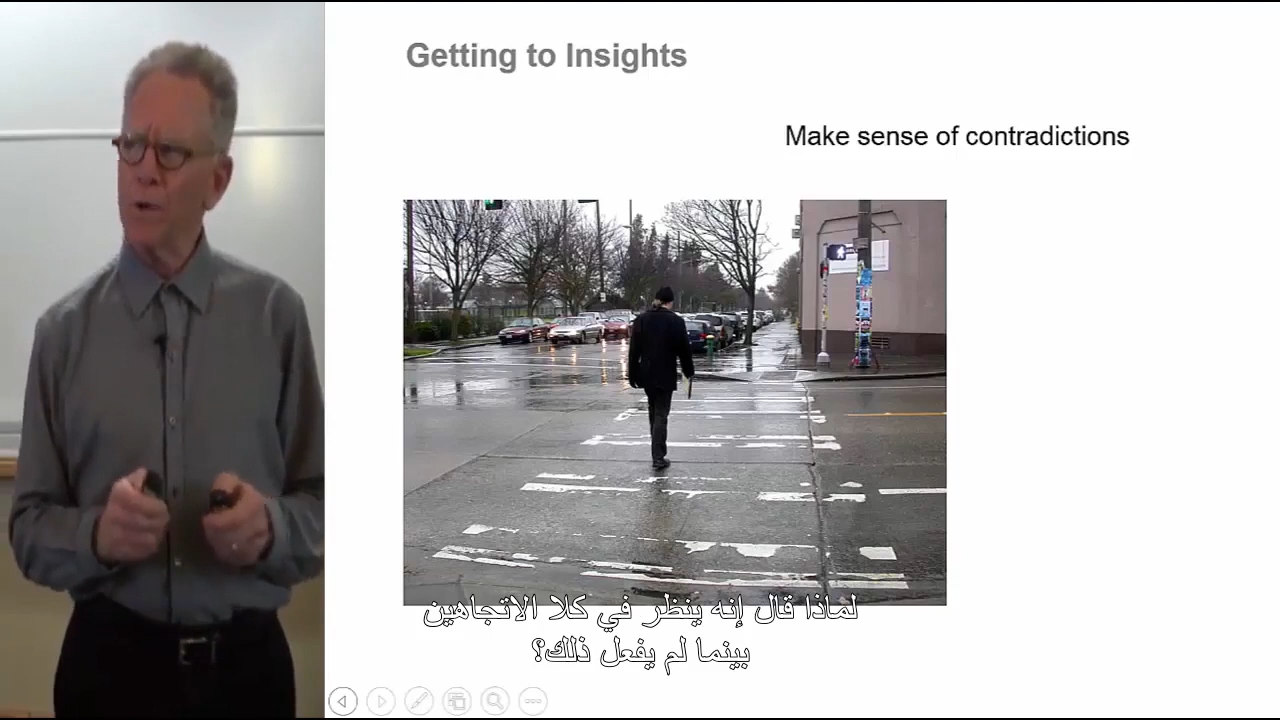 Getting to Insights
Make sense of contradictions
لماذا قال إنه ينظر في كلا الاتجاهين
بينما لم يفعل ذلك؟